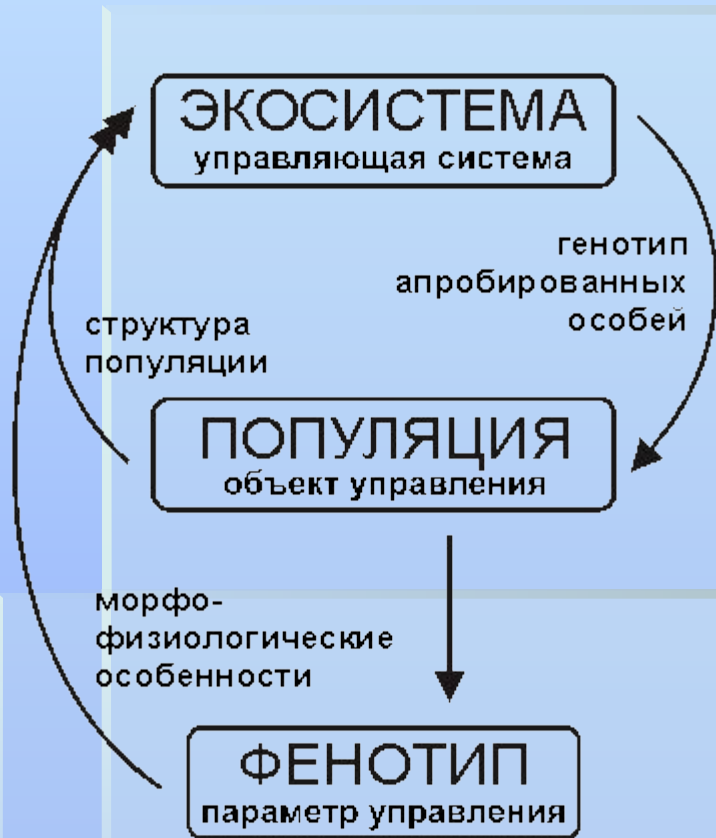 ЭКОСИСТЕМА
управляющая система
генотип
апробированных
особей
структура
популяции
ПОПУЛЯЦИЯ
объект управления
морфо-
физиологические
особенности
ФЕНОТИП
параметр управления